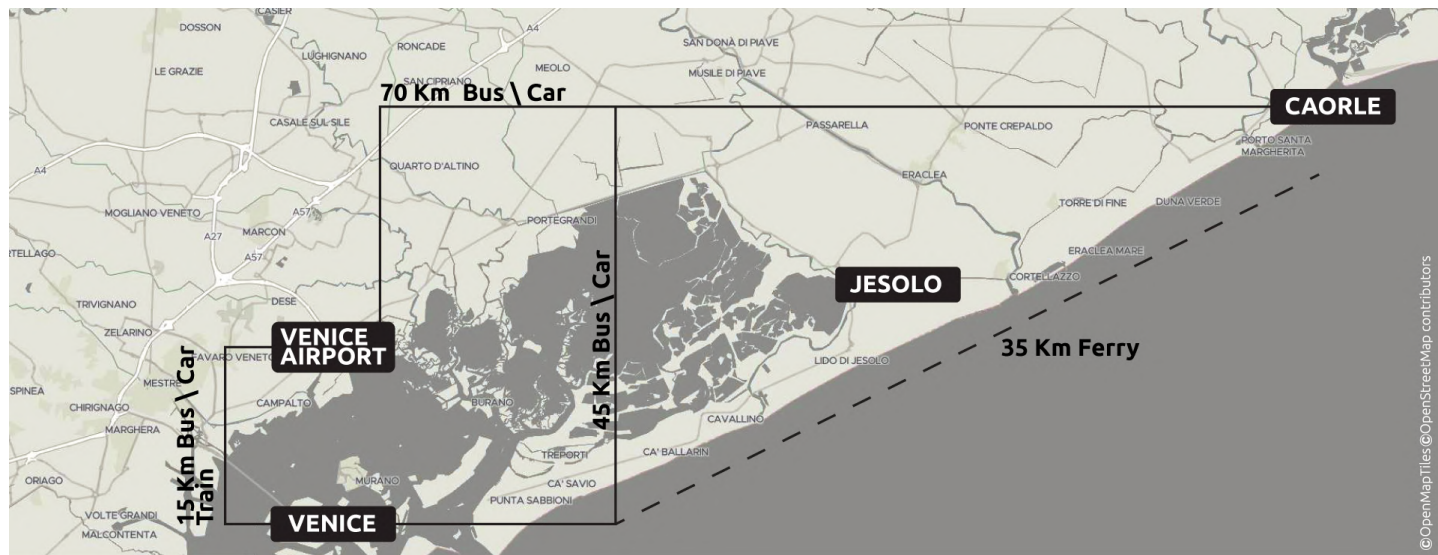 CASIER
DOSSON
A4
RONCADE
LUGHIGNANO
SAN DONÀ DI PIAVE
LE GRAZIE
MEOLO
MUSILE DI PIAVE
SAN CIPRIANO
70 Km Bus \ Car
CAORLE
CASALE SUL SILE
PASSARELLA
PONTE CREPALDO
PORTO SANTA
MARGHERITA
A4
QUARTO D'ALTINO
ERACLEA
TORRE DI FINE
DUNA VERDE
MOGLIANO VENETO
A57
PORTEGRANDI
A27
MARCON
RTELLAGO
A57
ERACLEA MARE
CORTELLAZZO
JESOLO
TRIVIGNANO
DESE
ZELARINO
VENICE
AIRPORT
FAVARO VENETO
45 Km Bus \ Car
35 Km Ferry
LIDO DI JESOLO
MESTRE
SPINEA
CHIRIGNAGO
CAMPALTO
BURANO
CAVALLINO
MARGHERA
15 Km Bus \ Car
Train
TREPORTI
CA' BALLARIN
ORIAGO
MURANO
CA' SAVIO
PUNTA SABBIONI
VOLTE GRANDI
VENICE
MALCONTENTA
©OpenMapTiles ©OpenStreetMap contributors